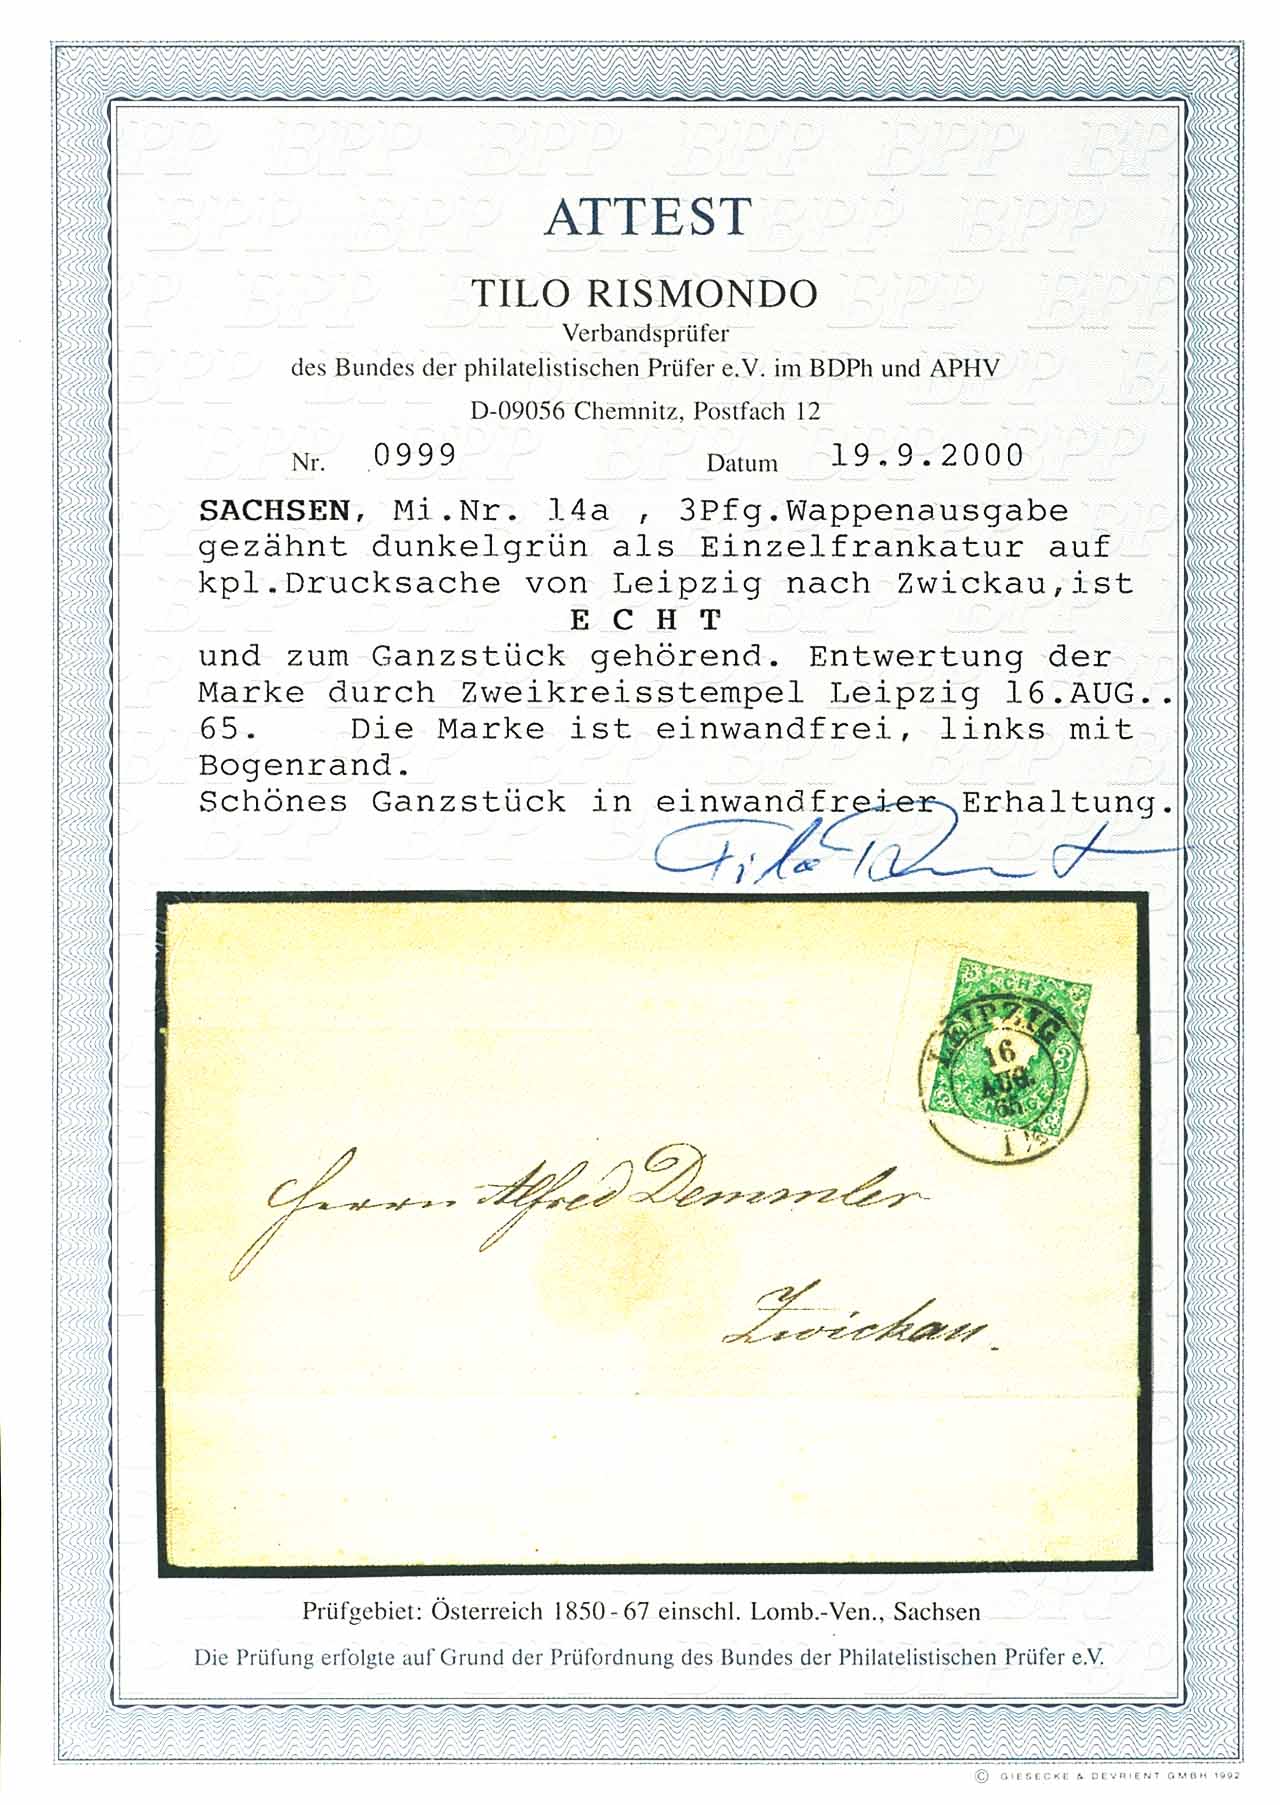 ATTEST
TILO RISMONDO
Verbandsprüfer
des Bundes der philatelistischen Prüfer e.V. im BDPh und APHV
D-09056 Chemnitz, Postfach 12
Nr. 0999 Datum 19.9.2000
SACHSEN, Mi.Nr. 14a , 3Pfg.Wappenausgabe
gezähnt dunkelgrün als Einzelfrankatur auf
kpl.Drucksache von Leipzig nach Zwickau,ist
E C H T
und zum Ganzstück gehörend. Entwertung der
Marke durch Zweikreisstempel Leipzig 16.AUG..
65. Die Marke ist einwandfrei, links mit
Bogenrand.
Schönes Ganzstück in einwandfreier Erhaltung.
LEIPZIG
16
AUG.
65
Herrn Alfred Demmler
Zwickau.
Prüfgebiet: Österreich 1850-67 einschl. Lomb.-Ven., Sachsen
Die Prüfung erfolgte auf Grund der Prüfordnung des Bundes der Philatelistischen Prüfer e.V.
© GIESECKE & DEVRIENT GMBH 1992